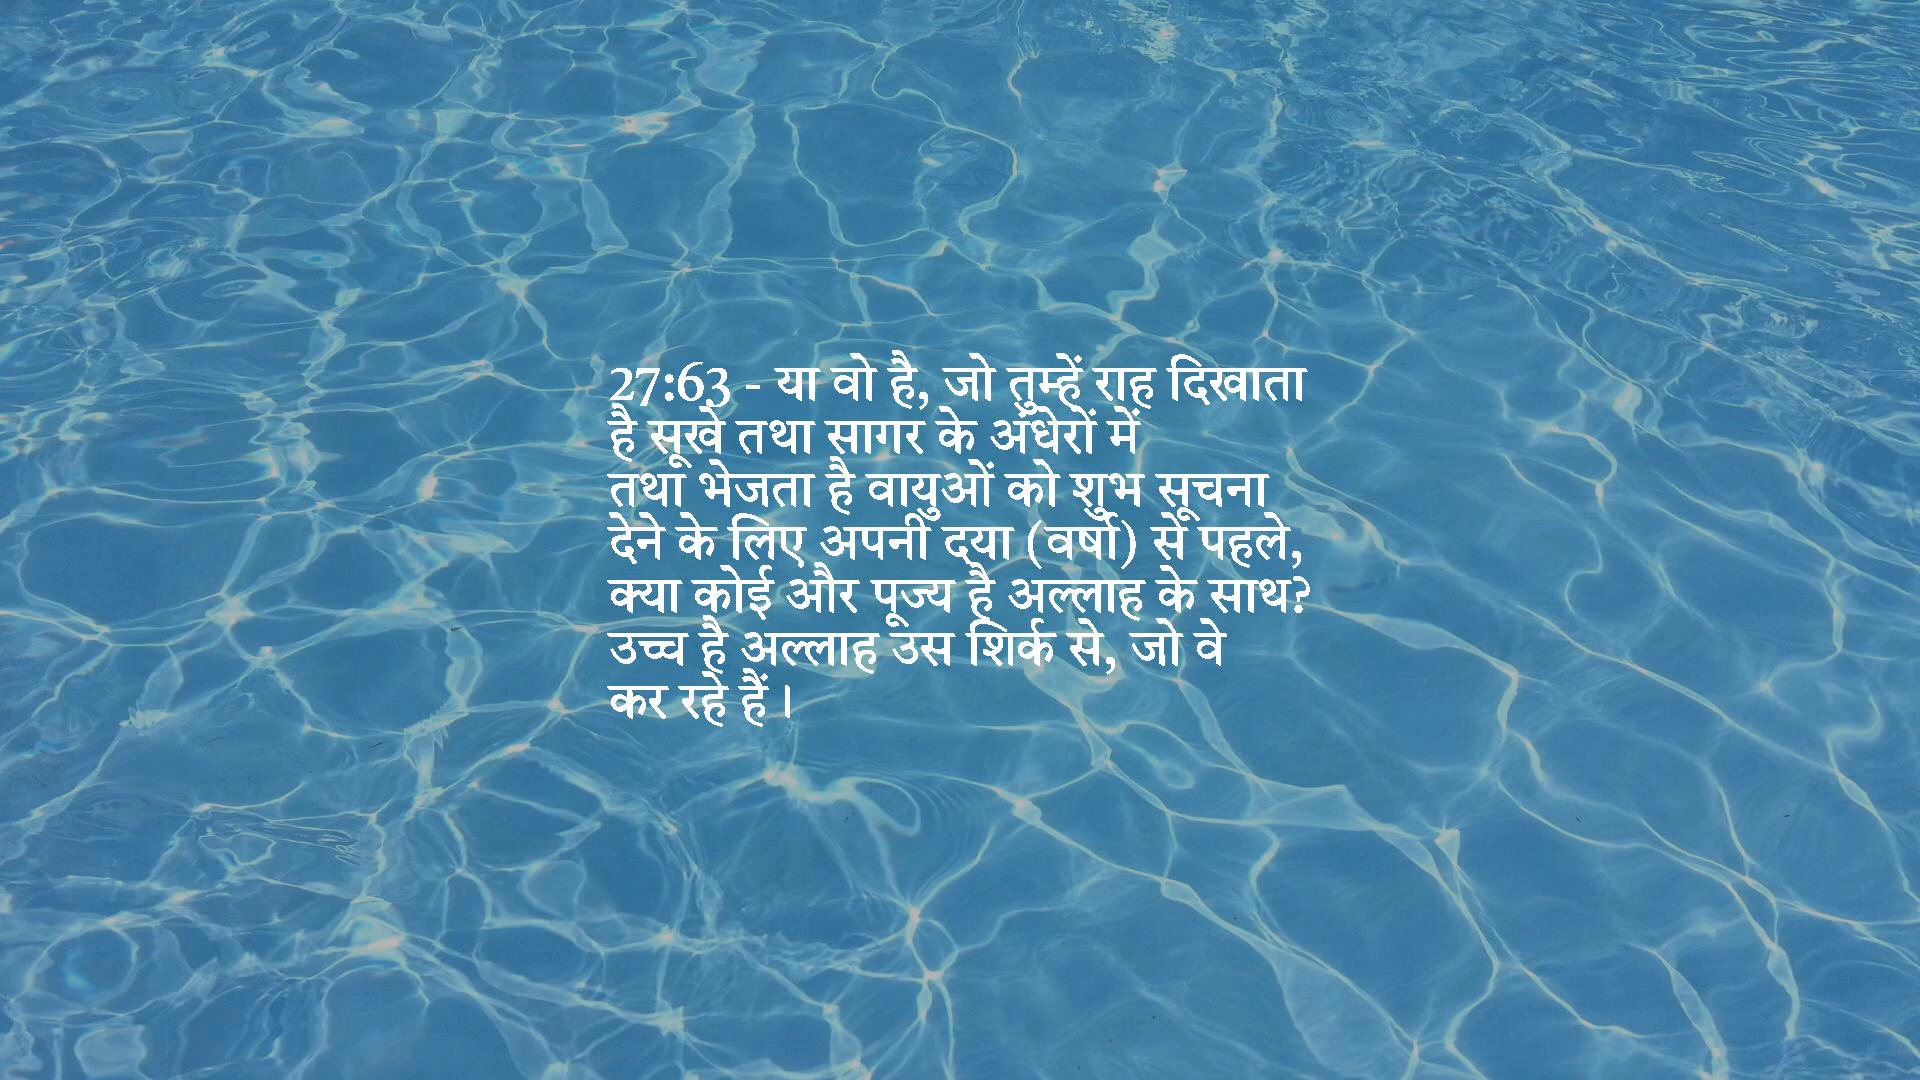 27:63 - या वो है, जो तुम्हें राह दिखाता
है सूखे तथा सागर के अंधेरों में
तथा भेजता है वायुओं को शुभ सूचना
देने के लिए अपनी दया (वर्षा) से पहले,
क्या कोई और पूज्य है अल्लाह के साथ?
उच्च है अल्लाह उस शिर्क से, जो वे
कर रहे हैं।